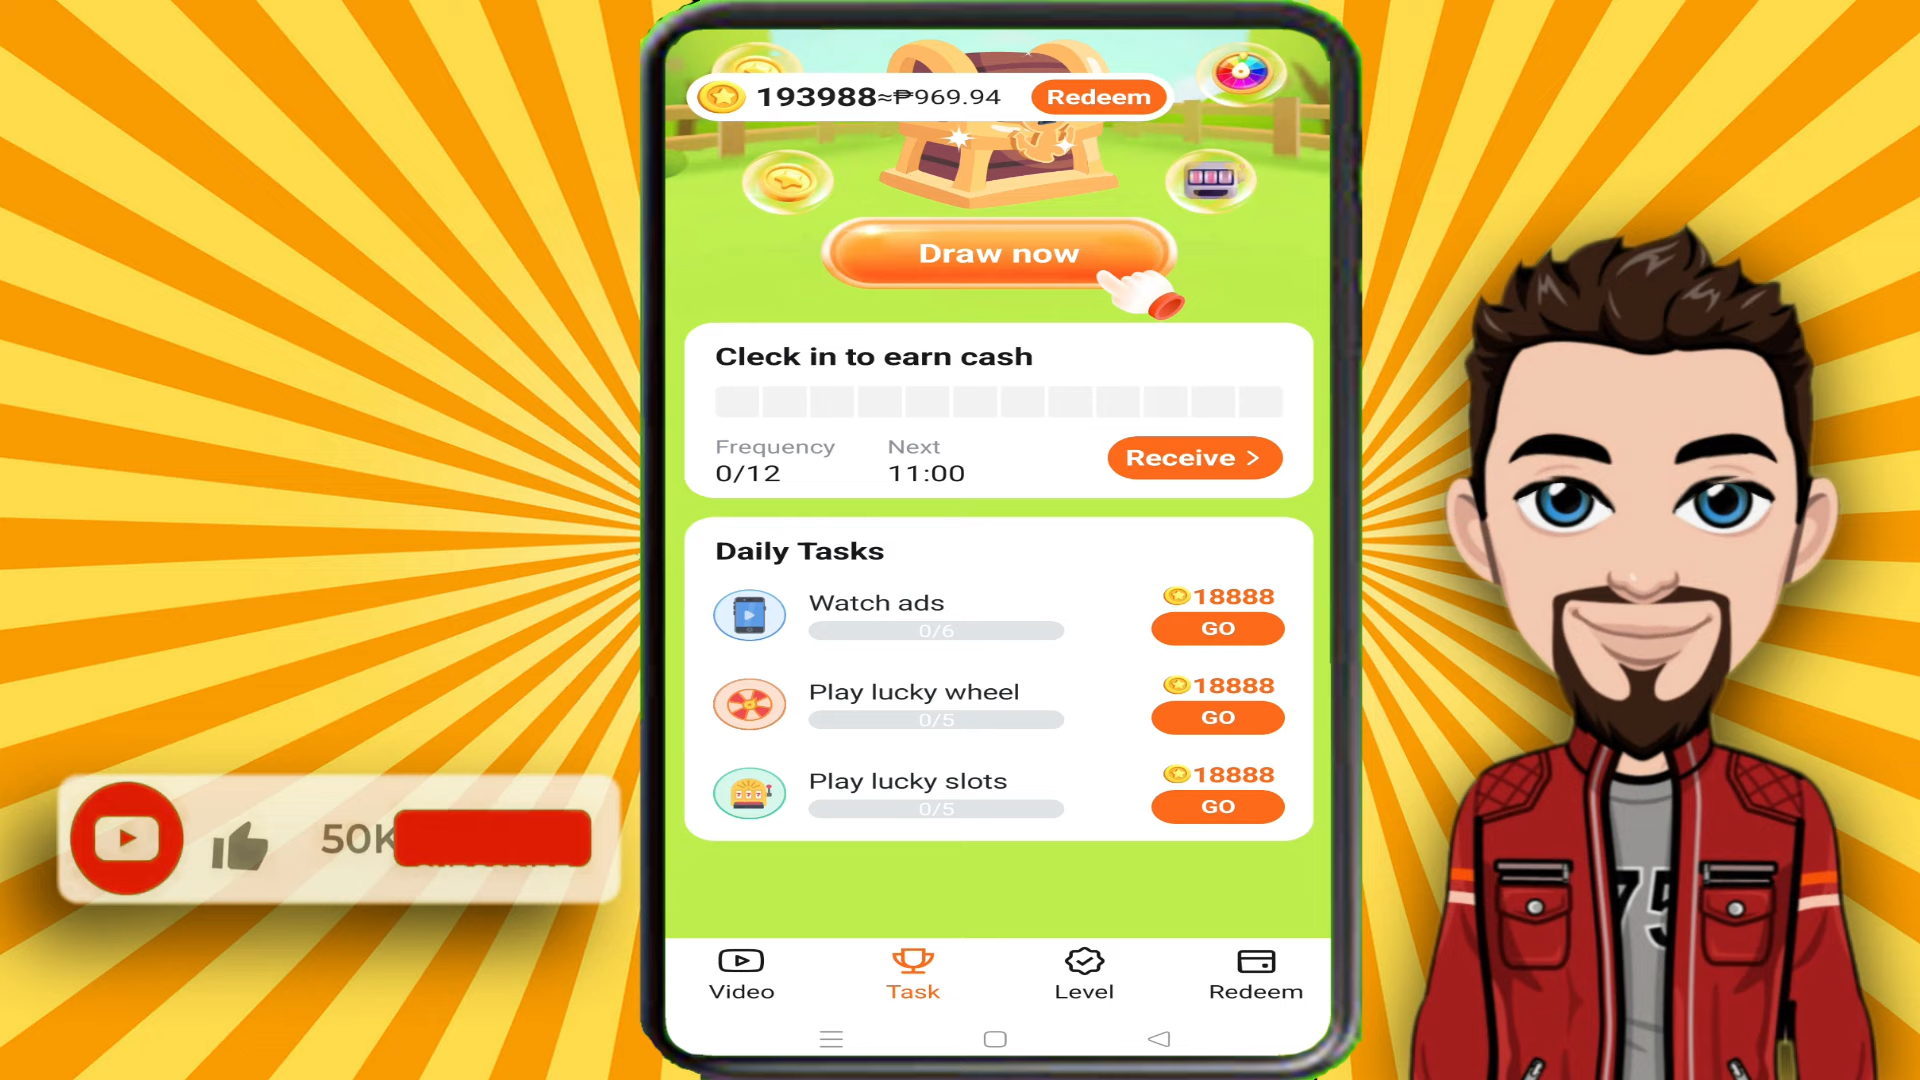 193988≈₱969.94 Redeem
Draw now
Cleck in to earn cash
Frequency Next
0/12 11:00 Receive >
Daily Tasks
Watch ads 18888
0/6 GO
Play lucky wheel 18888
0/5 GO
Play lucky slots 18888
0/5 GO
50K
75
Video Task Level Redeem